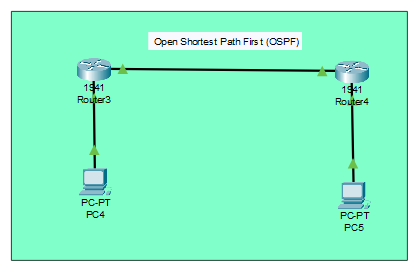 Open Shortest Path First (OSPF)
1941
Router3
1941
Router4
PC-PT
PC4
PC-PT
PC5